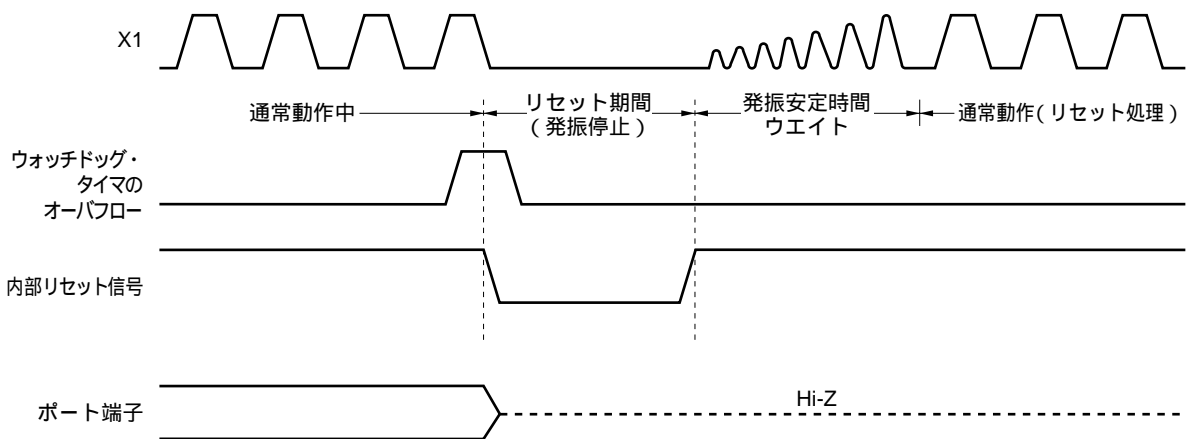 X1
通常動作中
リセット期間
(発振停止)
発振安定時間
ウエイト
通常動作(リセット処理)
ウォッチドッグ・
タイマの
オーバフロー
内部リセット信号
ポート端子
Hi-Z